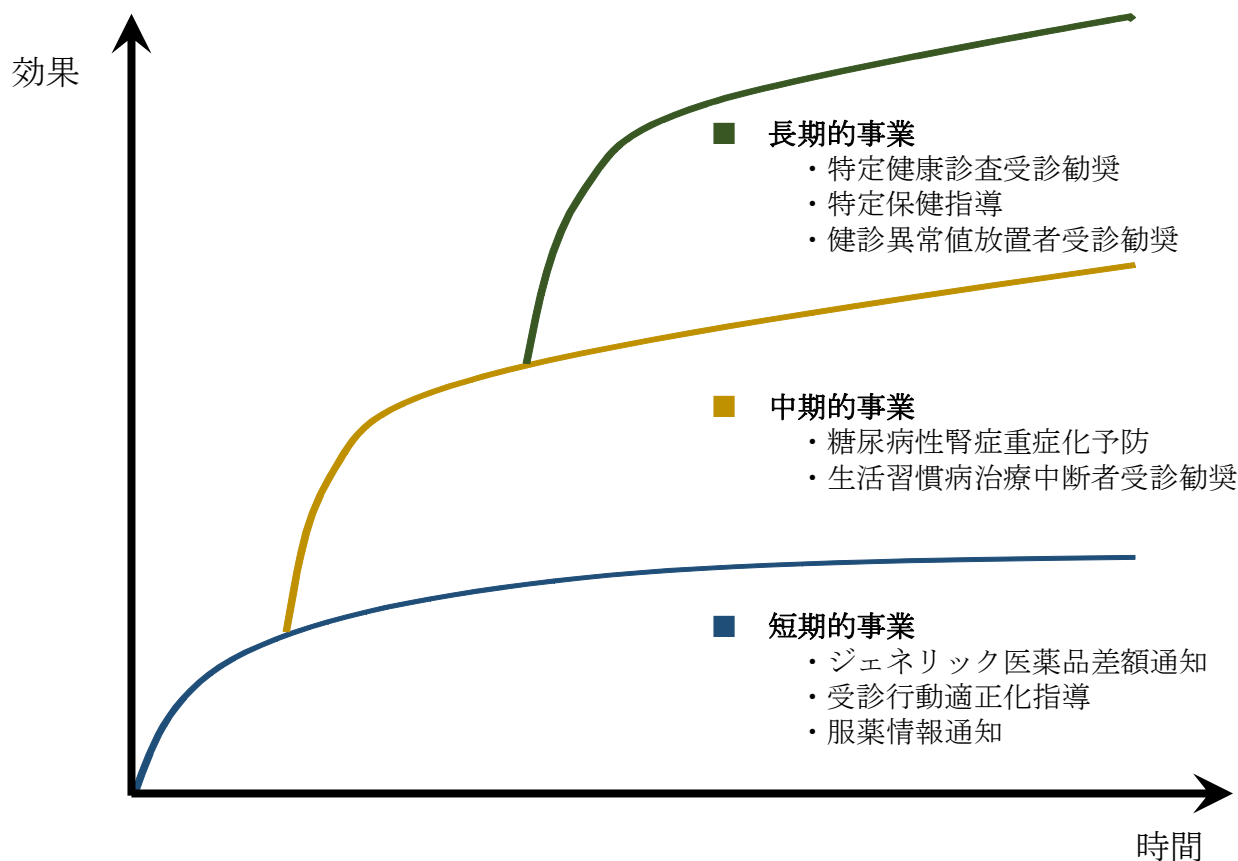 効果
■ 長期的事業
・特定健康診査受診勧奨
・特定保健指導
・健診異常値放置者受診勧奨
■ 中期的事業
・糖尿病性腎症重症化予防
・生活習慣病治療中断者受診勧奨
■ 短期的事業
・ジェネリック医薬品差額通知
・受診行動適正化指導
・服薬情報通知
時間